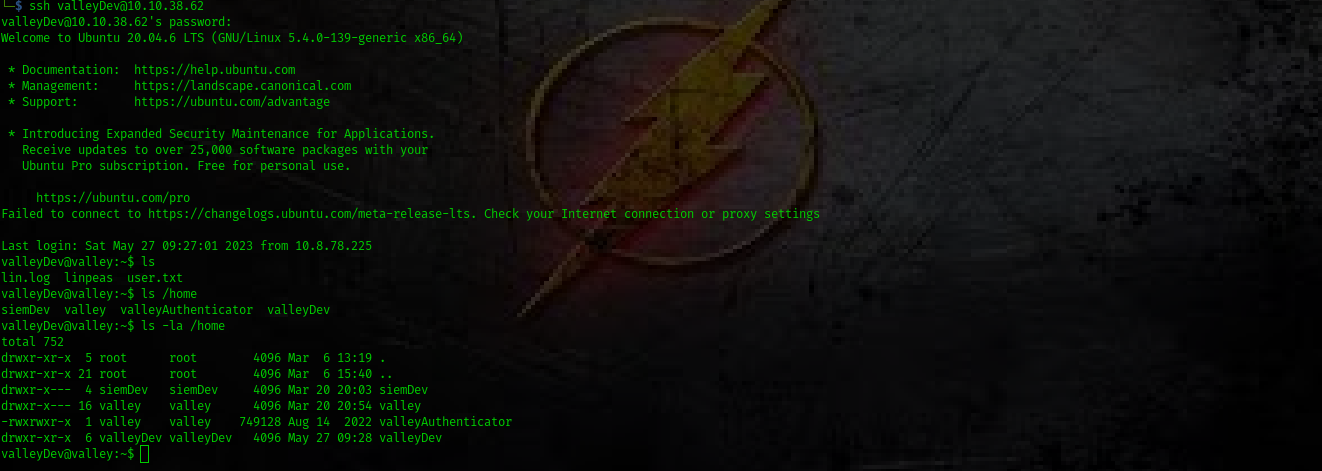 └─$ ssh valleyDev@10.10.38.62
valleyDev@10.10.38.62's password:
Welcome to Ubuntu 20.04.6 LTS (GNU/Linux 5.4.0-139-generic x86_64)
 * Documentation:  https://help.ubuntu.com
 * Management:     https://landscape.canonical.com
 * Support:        https://ubuntu.com/advantage
 * Introducing Expanded Security Maintenance for Applications.
   Receive updates to over 25,000 software packages with your
   Ubuntu Pro subscription. Free for personal use.
     https://ubuntu.com/pro
Failed to connect to https://changelogs.ubuntu.com/meta-release-lts. Check your Internet connection or proxy settings
Last login: Sat May 27 09:27:01 2023 from 10.8.78.225
valleyDev@valley:~$ ls
lin.log  linpeas  user.txt
valleyDev@valley:~$ ls /home
siemDev  valley  valleyAuthenticator  valleyDev
valleyDev@valley:~$ ls -la /home
total 752
drwxr-xr-x  5 root      root        4096 Mar  6 13:19 .
drwxr-xr-x 21 root      root        4096 Mar  6 15:40 ..
drwxr-x---  4 siemDev   siemDev     4096 Mar 20 20:03 siemDev
drwxr-x--- 16 valley    valley      4096 Mar 20 20:54 valley
-rwxrwxr-x  1 valley    valley    749128 Aug 14  2022 valleyAuthenticator
drwxr-xr-x  6 valleyDev valleyDev   4096 May 27 09:28 valleyDev
valleyDev@valley:~$